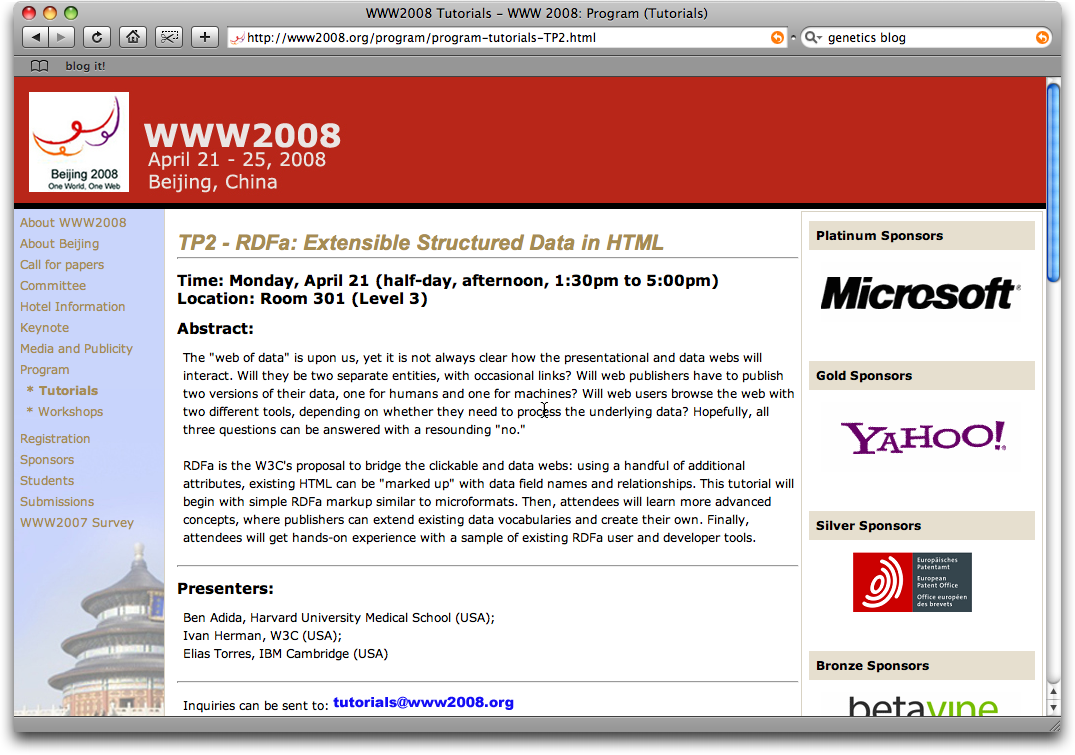 WWW2008 Tutorials – WWW 2008: Program (Tutorials)
http://www2008.org/program/program-tutorials-TP2.html
genetics blog
blog it!
Beijing 2008
One World, One Web
WWW2008
April 21 - 25, 2008
Beijing, China
About WWW2008
About Beijing
Call for papers
Committee
Hotel Information
Keynote
Media and Publicity
Program
* Tutorials
* Workshops
Registration
Sponsors
Students
Submissions
WWW2007 Survey
TP2 - RDFa: Extensible Structured Data in HTML
Time: Monday, April 21 (half-day, afternoon, 1:30pm to 5:00pm)
Location: Room 301 (Level 3)
Abstract:
The "web of data" is upon us, yet it is not always clear how the presentational and data webs will
interact. Will they be two separate entities, with occasional links? Will web publishers have to publish
two versions of their data, one for humans and one for machines? Will web users browse the web with
two different tools, depending on whether they need to process the underlying data? Hopefully, all
three questions can be answered with a resounding "no."
RDFa is the W3C's proposal to bridge the clickable and data webs: using a handful of additional
attributes, existing HTML can be "marked up" with data field names and relationships. This tutorial will
begin with simple RDFa markup similar to microformats. Then, attendees will learn more advanced
concepts, where publishers can extend existing data vocabularies and create their own. Finally,
attendees will get hands-on experience with a sample of existing RDFa user and developer tools.
Presenters:
Ben Adida, Harvard University Medical School (USA);
Ivan Herman, W3C (USA);
Elias Torres, IBM Cambridge (USA)
Inquiries can be sent to: tutorials@www2008.org
Platinum Sponsors
Microsoft®
Gold Sponsors
YAHOO!®
Silver Sponsors
Europäisches
Patentamt
European
Patent Office
Office européen
des brevets
Bronze Sponsors
betavine